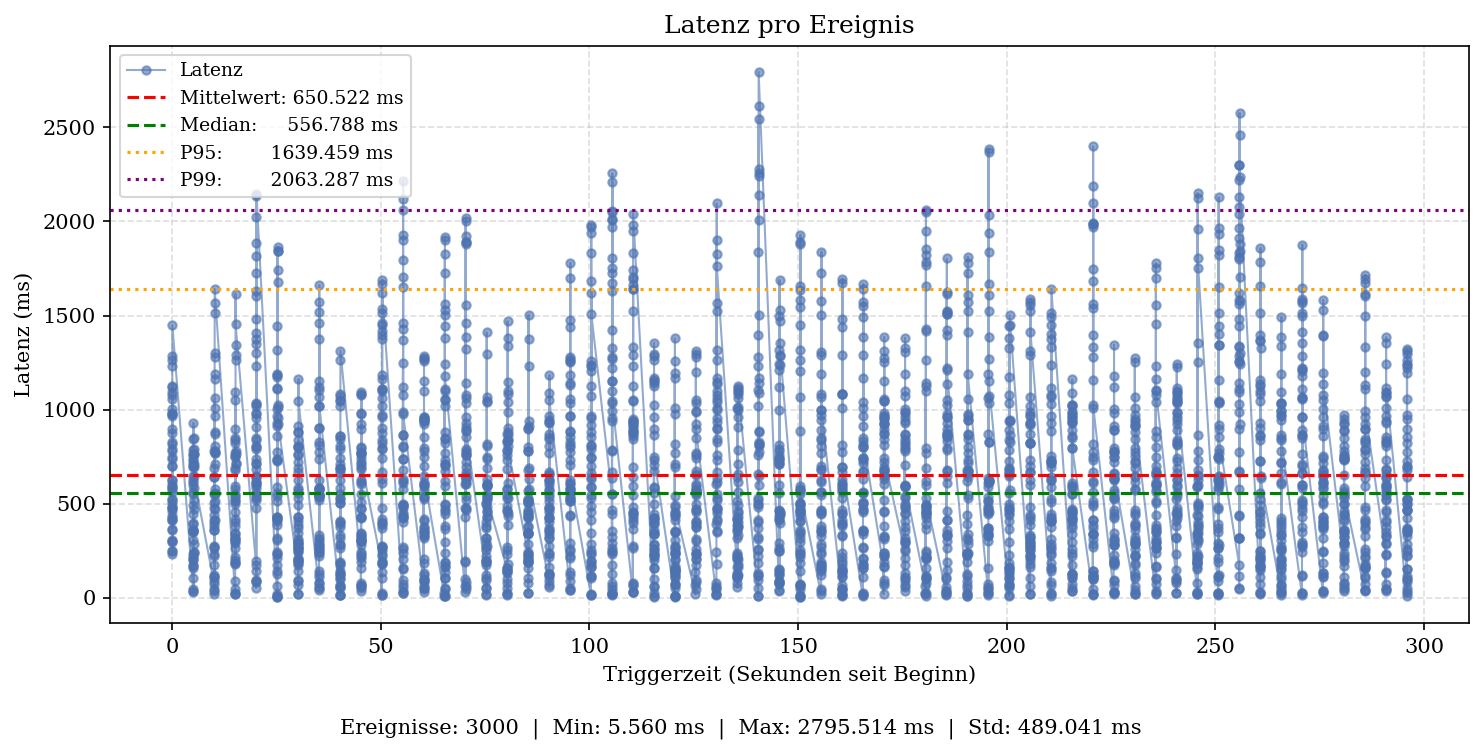 Latenz pro Ereignis
Latenz
Mittelwert: 650.522 ms
Median: 556.788 ms
P95: 1639.459 ms
P99: 2063.287 ms
Latenz (ms)
2500
2000
1500
1000
500
0
0 50 100 150 200 250 300
Triggerzeit (Sekunden seit Beginn)
Ereignisse: 3000 | Min: 5.560 ms | Max: 2795.514 ms | Std: 489.041 ms